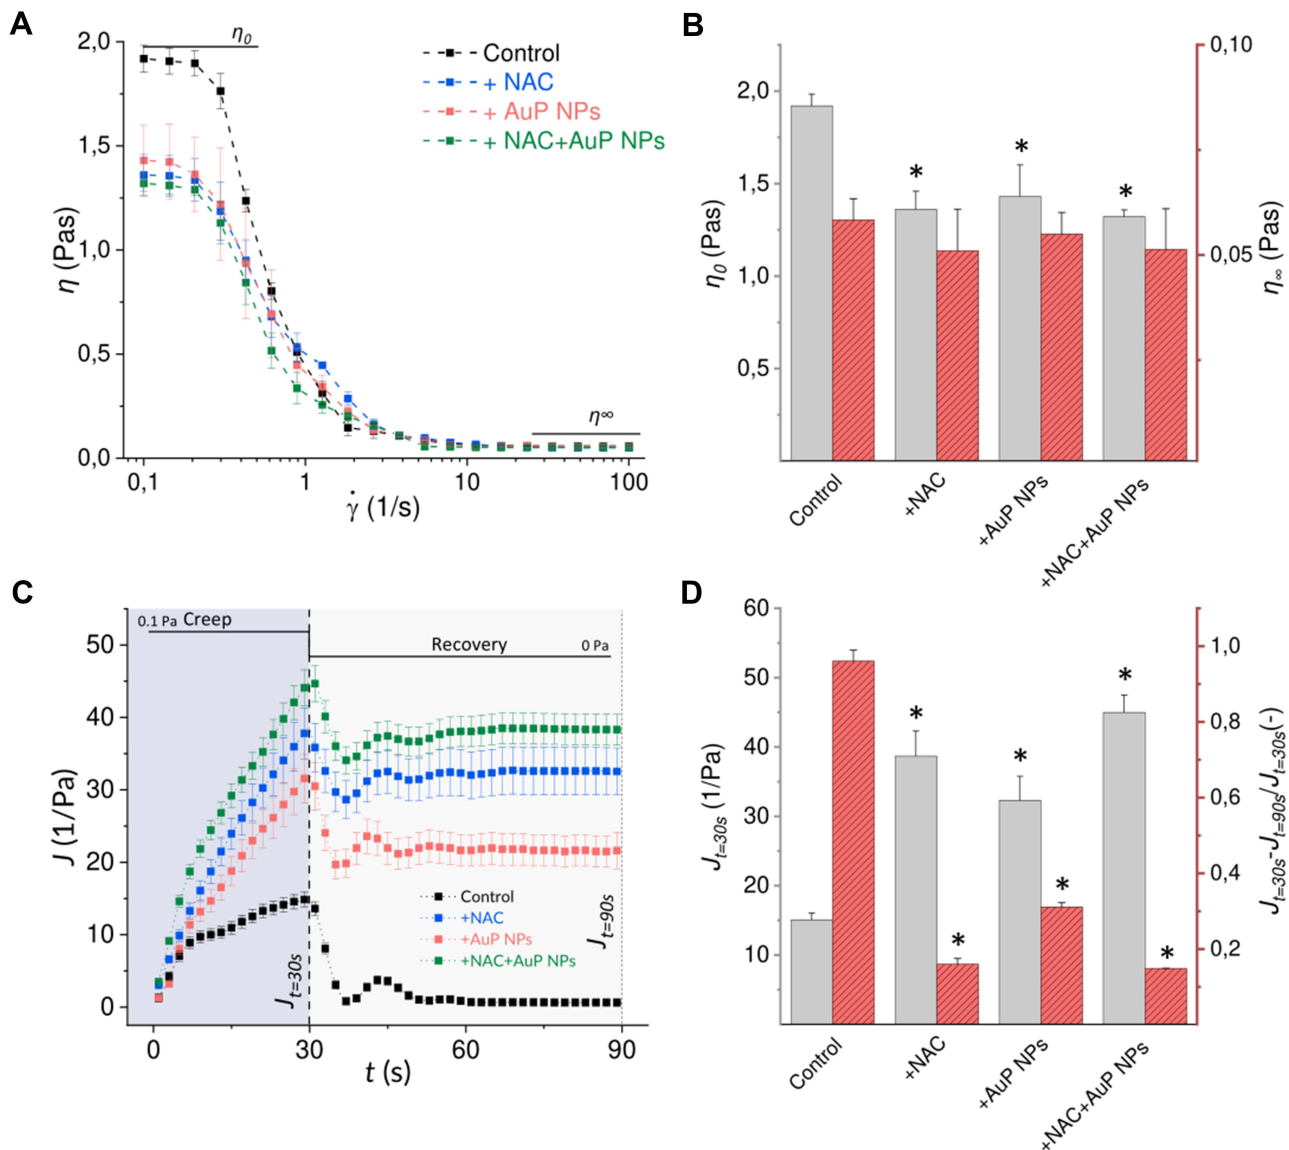 A
η0
2,0
1,5
1,0
0,5
0,0
η (Pas)
Control
+ NAC
+ AuP NPs
+ NAC+AuP NPs
η∞
0,1
1
10
100
γ̇ (1/s)
B
2,0
1,5
1,0
0,5
η0 (Pas)
* * *
0,10
0,05
η∞ (Pas)
Control
+NAC
+AuP NPs
+NAC+AuP NPs
C
0.1 Pa Creep
Recovery 0 Pa
50
40
30
20
10
0
J (1/Pa)
Control
+NAC
+AuP NPs
+NAC+AuP NPs
Jt=30s
Jt=90s
0
30
60
90
t (s)
D
60
50
40
30
20
10
Jt=30s (1/Pa)
* * *
* * *
1,0
0,8
0,6
0,4
0,2
Jt=30s-Jt=90s/Jt=30s(-)
Control
+NAC
+AuP NPs
+NAC+AuP NPs